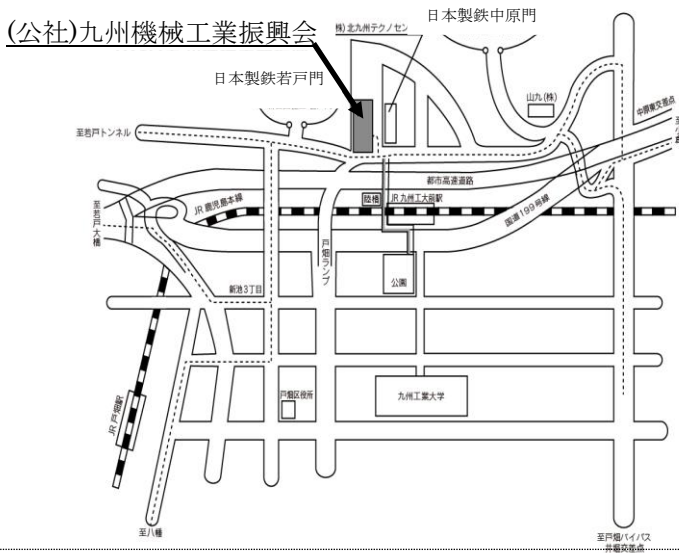 (公社)九州機械工業振興会
株)北九州テクノセン
日本製鉄中原門
日本製鉄若戸門
山九(株)
中原東交差点
至若戸トンネル
都市高速道路
陸橋
JR 九州工大前駅
JR 鹿児島本線
国道199号線
至若戸大橋
戸畑ランプ
公園
新池3丁目
戸畑区役所
九州工業大学
JR 戸畑駅
至八幡
至戸畑バイパス
井堀交差点